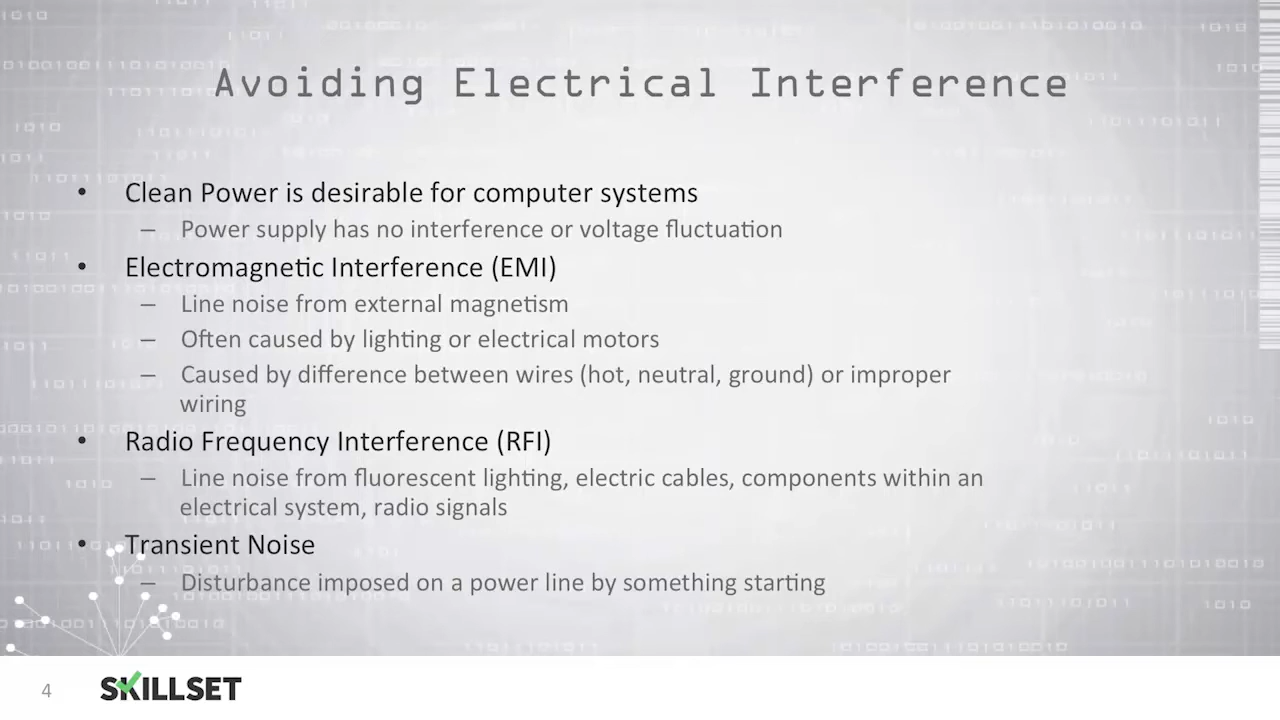 Avoiding Electrical Interference
• Clean Power is desirable for computer systems
– Power supply has no interference or voltage fluctuation
• Electromagnetic Interference (EMI)
– Line noise from external magnetism
– Often caused by lighting or electrical motors
– Caused by difference between wires (hot, neutral, ground) or improper
wiring
• Radio Frequency Interference (RFI)
– Line noise from fluorescent lighting, electric cables, components within an
electrical system, radio signals
• Transient Noise
– Disturbance imposed on a power line by something starting
4
SKILLSET